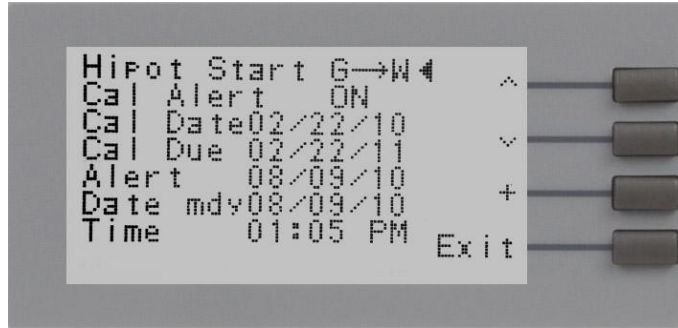 Hipot Start G→W◀
Cal Alert ON
Cal Date02/22/10
Cal Due 02/22/11
Alert 08/09/10
Date mdy08/09/10
Time 01:05 PM
^
v
+
Exit